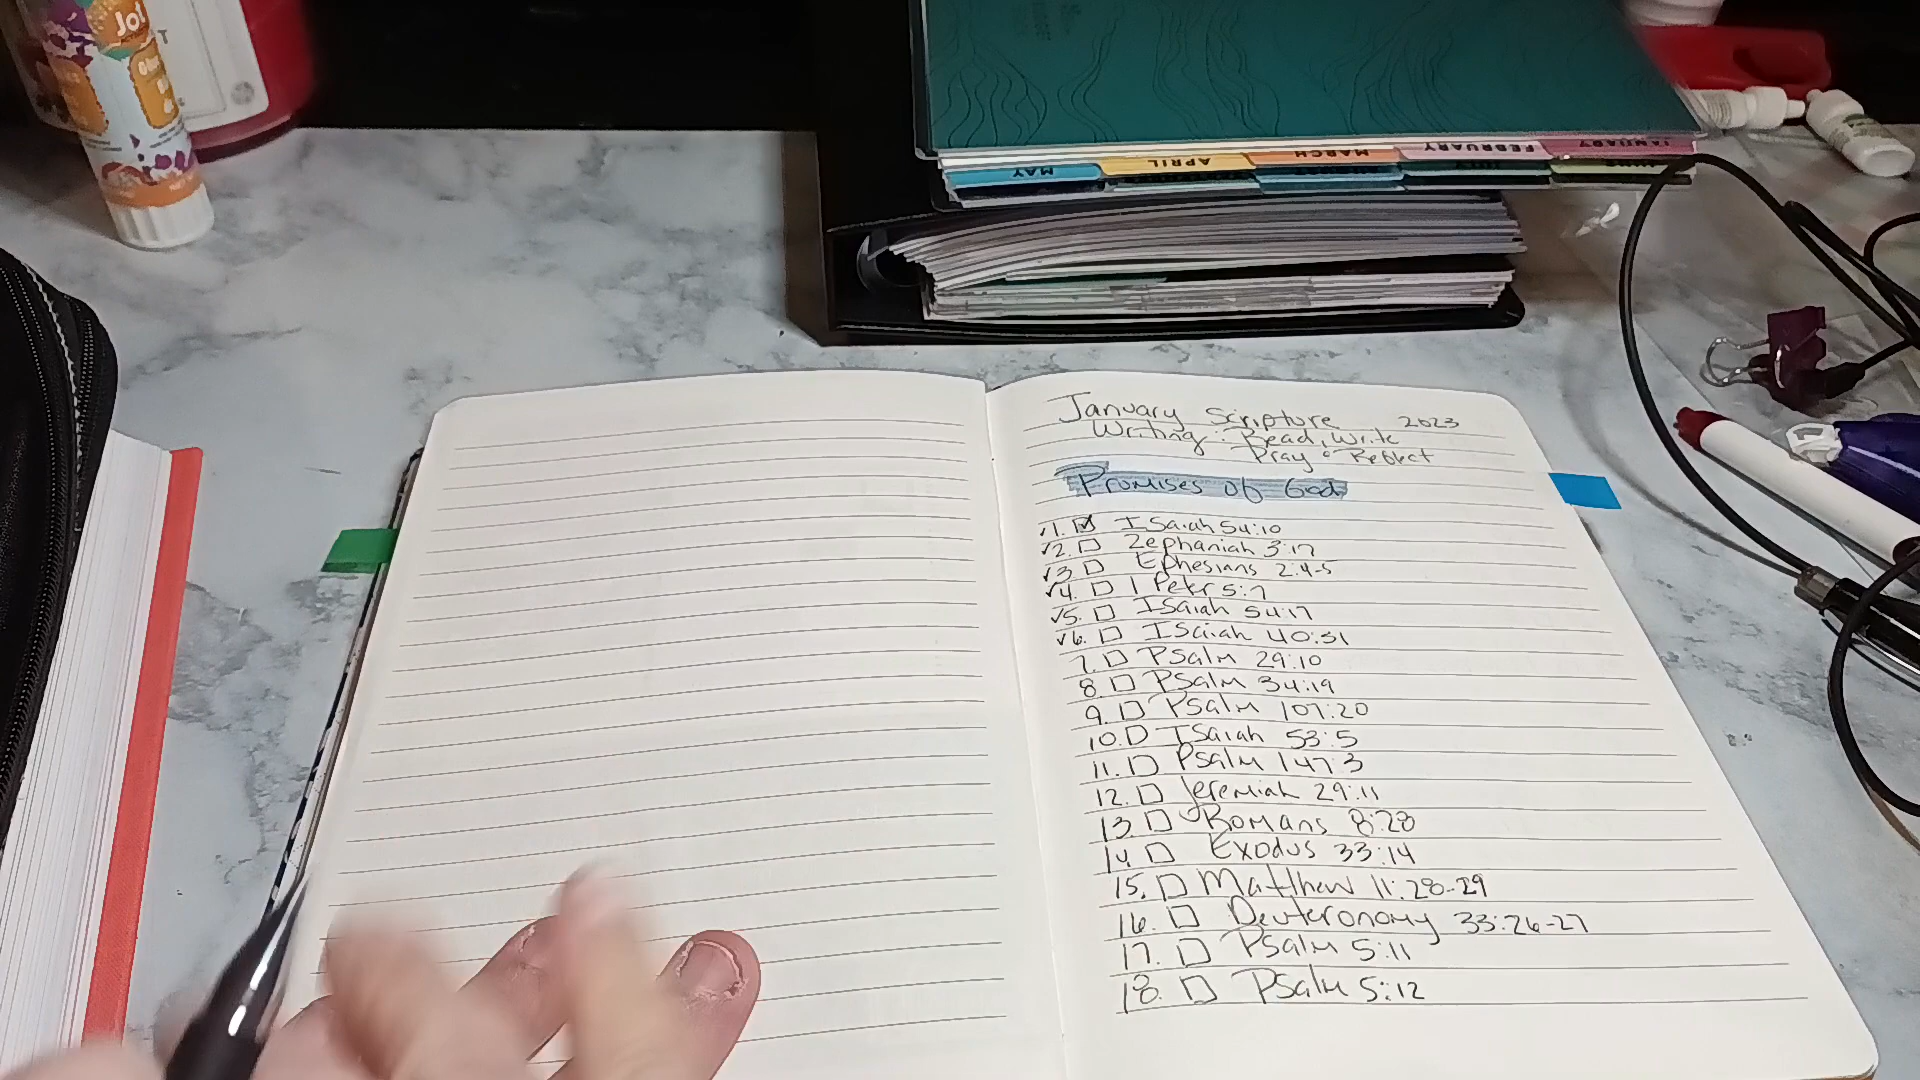 Jol
MAY
APRIL
MARCH
FEBRUARY
JANUARY
January Scripture 2023
Writing: Read, Write
Pray & Reflect
Promises of God
✓1. ☑ Isaiah 54:10
✓2. ☐ Zephaniah 3:17
✓3 ☐ Ephesians 2:4-5
✓4. ☐ 1 Peter 5:7
✓5. ☐ Isaiah 54:17
✓6. ☐ Isaiah 40:31
7. ☐ Psalm 29:10
8. ☐ Psalm 34:19
9. ☐ Psalm 107:20
10. ☐ Isaiah 53:5
11. ☐ Psalm 147:3
12. ☐ Jeremiah 29:11
13. ☐ Romans 8:28
14. ☐ Exodus 33:14
15. ☐ Matthew 11:28-29
16. ☐ Deuteronomy 33:26-27
17. ☐ Psalm 5:11
18. ☐ Psalm 5:12